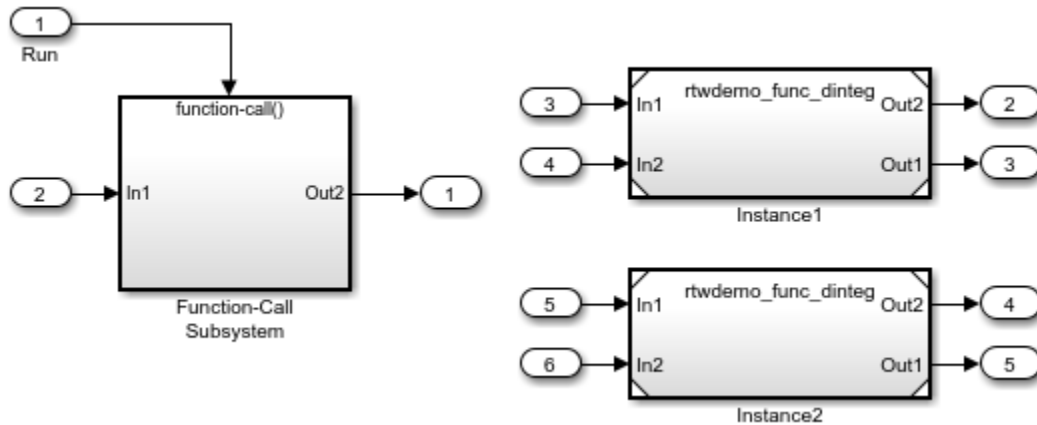 1
Run
function-call()
2
In1
Out2
1
Function-Call
Subsystem
rtwdemo_func_dinteg
3
In1
Out2
2
4
In2
Out1
3
Instance1
rtwdemo_func_dinteg
5
In1
Out2
4
6
In2
Out1
5
Instance2